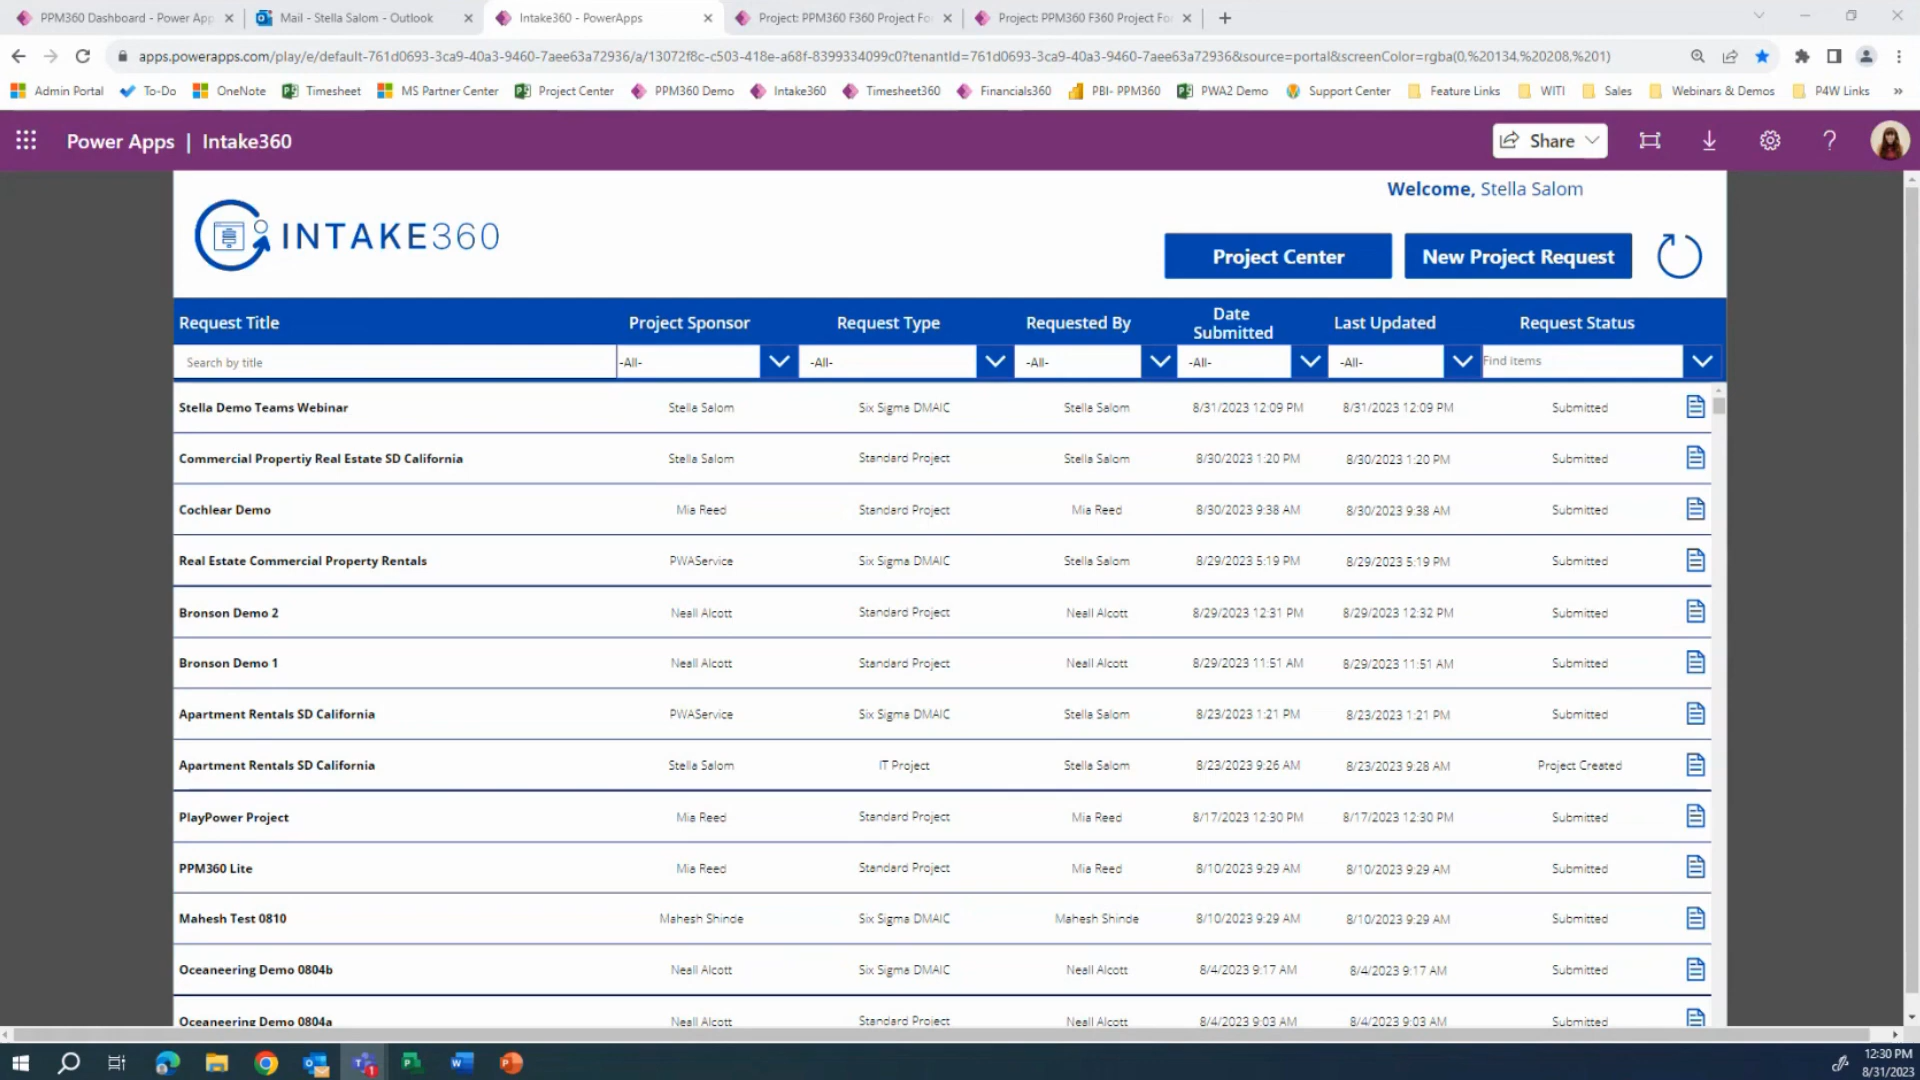 PPM360 Dashboard - Power App
Mail - Stella Salom - Outlook
Intake360 - PowerApps
Project: PPM360 F360 Project Fo
Project: PPM360 F360 Project Fo
apps.powerapps.com/play/e/default-761d0693-3ca9-40a3-9460-7aee63a72936/a/13072f8c-c503-418e-a68f-8399334099c0?tenantId=761d0693-3ca9-40a3-9460-7aee63a72936&source=portal&screenColor=rgba(0,%20134,%20208,%201)
Admin Portal To-Do OneNote Timesheet MS Partner Center Project Center PPM360 Demo Intake360 Timesheet360 Financials360 PBI- PPM360 PWA2 Demo Support Center Feature Links WITI Sales Webinars & Demos P4W Links »
Power Apps | Intake360
Share
Welcome, Stella Salom
INTAKE360
Project Center
New Project Request
Request Title Project Sponsor Request Type Requested By Date Submitted Last Updated Request Status
Search by title -All- -All- -All- -All- -All- Find items
Stella Demo Teams Webinar Stella Salom Six Sigma DMAIC Stella Salom 8/31/2023 12:09 PM 8/31/2023 12:09 PM Submitted
Commercial Propertiy Real Estate SD California Stella Salom Standard Project Stella Salom 8/30/2023 1:20 PM 8/30/2023 1:20 PM Submitted
Cochlear Demo Mia Reed Standard Project Mia Reed 8/30/2023 9:38 AM 8/30/2023 9:38 AM Submitted
Real Estate Commercial Property Rentals PWAService Six Sigma DMAIC Stella Salom 8/29/2023 5:19 PM 8/29/2023 5:19 PM Submitted
Bronson Demo 2 Neall Alcott Standard Project Neall Alcott 8/29/2023 12:31 PM 8/29/2023 12:32 PM Submitted
Bronson Demo 1 Neall Alcott Standard Project Neall Alcott 8/29/2023 11:51 AM 8/29/2023 11:51 AM Submitted
Apartment Rentals SD California PWAService Six Sigma DMAIC Stella Salom 8/23/2023 1:21 PM 8/23/2023 1:21 PM Submitted
Apartment Rentals SD California Stella Salom IT Project Stella Salom 8/23/2023 9:26 AM 8/23/2023 9:28 AM Project Created
PlayPower Project Mia Reed Standard Project Mia Reed 8/17/2023 12:30 PM 8/17/2023 12:30 PM Submitted
PPM360 Lite Mia Reed Standard Project Mia Reed 8/10/2023 9:29 AM 8/10/2023 9:29 AM Submitted
Mahesh Test 0810 Mahesh Shinde Six Sigma DMAIC Mahesh Shinde 8/10/2023 9:29 AM 8/10/2023 9:29 AM Submitted
Oceaneering Demo 0804b Neall Alcott Six Sigma DMAIC Neall Alcott 8/4/2023 9:17 AM 8/4/2023 9:17 AM Submitted
Oceaneering Demo 0804a Neall Alcott Standard Project Neall Alcott 8/4/2023 9:03 AM 8/4/2023 9:03 AM Submitted
12:30 PM
8/31/2023